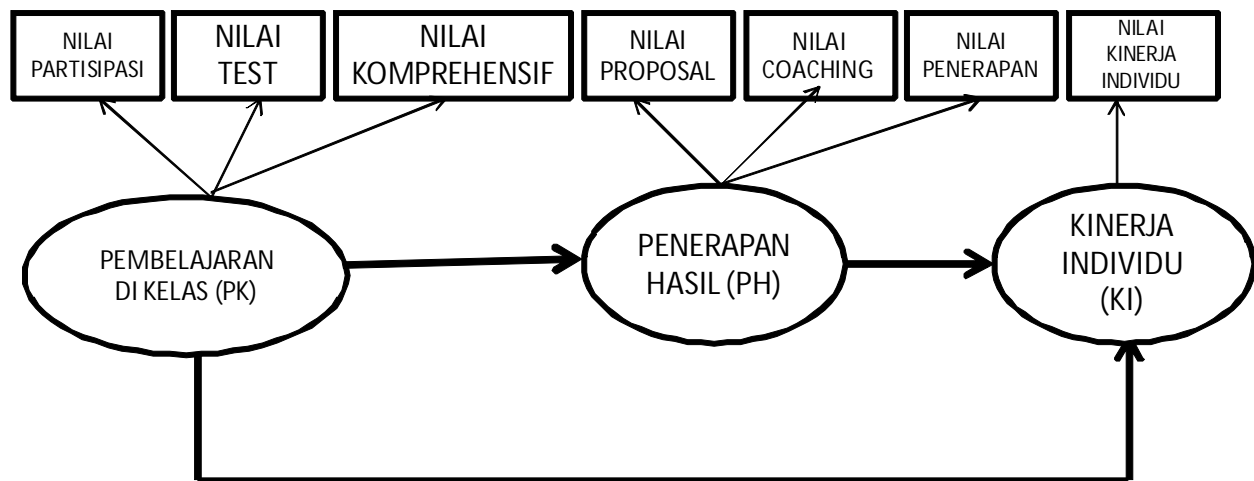 NILAI
PARTISIPASI
NILAI
TEST
NILAI
KOMPREHENSIF
NILAI
PROPOSAL
NILAI
COACHING
NILAI
PENERAPAN
NILAI
KINERJA
INDIVIDU
PEMBELAJARAN
DI KELAS (PK)
PENERAPAN
HASIL (PH)
KINERJA
INDIVIDU
(KI)